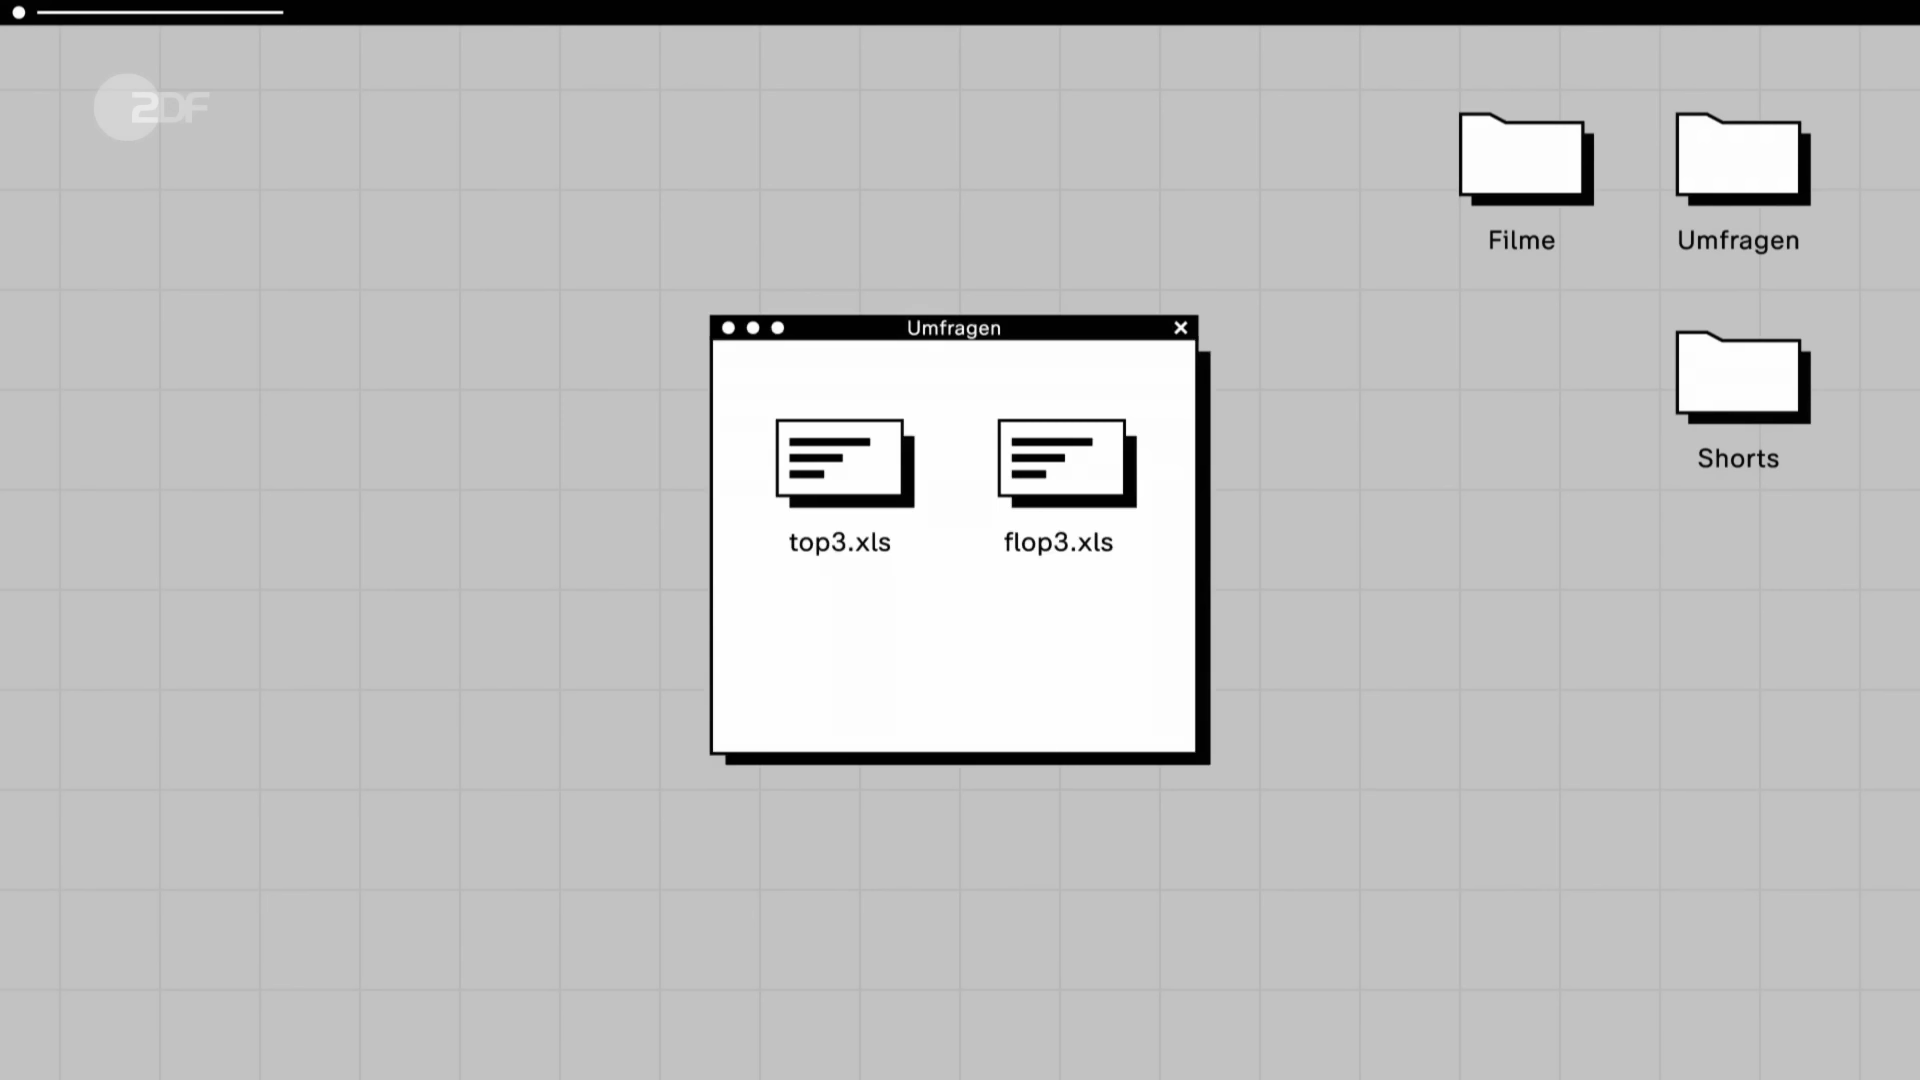 ZDF
Filme
Umfragen
Umfragen
top3.xls
flop3.xls
Shorts